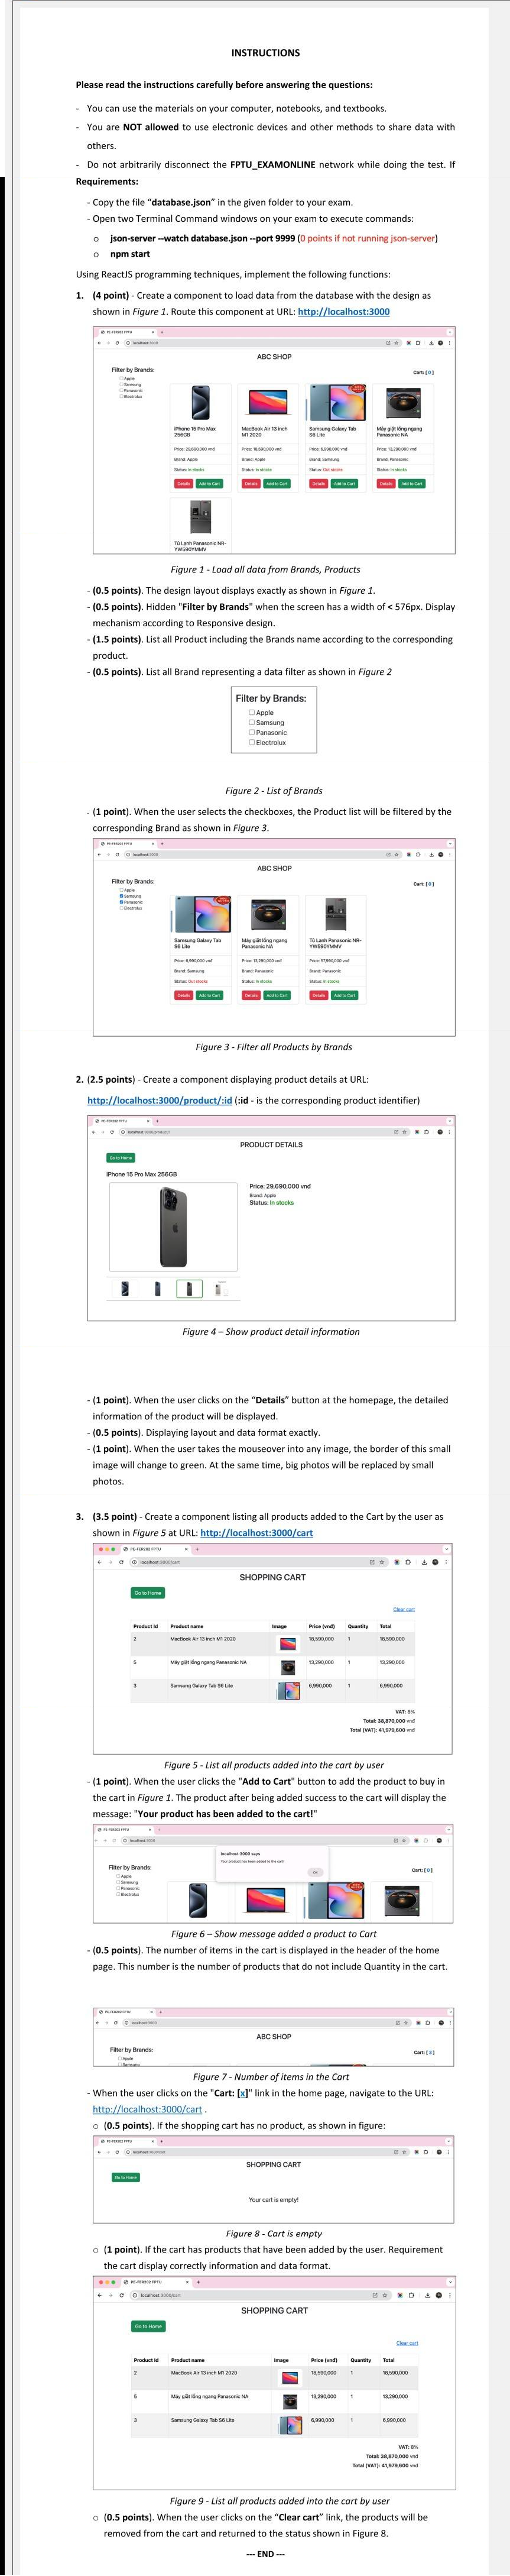 INSTRUCTIONS
Please read the instructions carefully before answering the questions:
- You can use the materials on your computer, notebooks, and textbooks.
- You are NOT allowed to use electronic devices and other methods to share data with
others.
- Do not arbitrarily disconnect the FPTU_EXAMONLINE network while doing the test. If
Requirements:
- Copy the file “database.json” in the given folder to your exam.
- Open two Terminal Command windows on your exam to execute commands:
o json-server --watch database.json --port 9999 (0 points if not running json-server)
o npm start
Using ReactJS programming techniques, implement the following functions:
1. (4 point) - Create a component to load data from the database with the design as
shown in Figure 1. Route this component at URL: http://localhost:3000
PE-FER202 FPTU
localhost:3000
ABC SHOP
Filter by Brands:
Cart: [ 0 ]
Apple
Samsung
Panasonic
Electrolux
iPhone 15 Pro Max 256GB
Price: 29,690,000 vnd
Brand: Apple
Status: In stocks
Details Add to Cart
MacBook Air 13 inch M1 2020
Price: 18,590,000 vnd
Brand: Apple
Status: In stocks
Details Add to Cart
Samsung Galaxy Tab S6 Lite
Price: 6,990,000 vnd
Brand: Samsung
Status: Out stocks
Details Add to Cart
Máy giặt lồng ngang Panasonic NA
Price: 13,290,000 vnd
Brand: Panasonic
Status: In stocks
Details Add to Cart
Tủ Lạnh Panasonic NR-YW590YMMV
Figure 1 - Load all data from Brands, Products
- (0.5 points). The design layout displays exactly as shown in Figure 1.
- (0.5 points). Hidden "Filter by Brands" when the screen has a width of < 576px. Display
mechanism according to Responsive design.
- (1.5 points). List all Product including the Brands name according to the corresponding
product.
- (0.5 points). List all Brand representing a data filter as shown in Figure 2
Filter by Brands:
Apple
Samsung
Panasonic
Electrolux
Figure 2 - List of Brands
- (1 point). When the user selects the checkboxes, the Product list will be filtered by the
corresponding Brand as shown in Figure 3.
PE-FER202 FPTU
localhost:3000
ABC SHOP
Filter by Brands:
Cart: [ 0 ]
Apple
Samsung
Panasonic
Electrolux
Samsung Galaxy Tab S6 Lite
Price: 6,990,000 vnd
Brand: Samsung
Status: Out stocks
Details Add to Cart
Máy giặt lồng ngang Panasonic NA
Price: 13,290,000 vnd
Brand: Panasonic
Status: In stocks
Details Add to Cart
Tủ Lạnh Panasonic NR-YW590YMMV
Price: 57,990,000 vnd
Brand: Panasonic
Status: In stocks
Details Add to Cart
Figure 3 - Filter all Products by Brands
2. (2.5 points) - Create a component displaying product details at URL:
http://localhost:3000/product/:id (:id - is the corresponding product identifier)
PE-FER202 FPTU
PRODUCT DETAILS
Go to Home
iPhone 15 Pro Max 256GB
Price: 29,690,000 vnd
Brand: Apple
Status: In stocks
Figure 4 – Show product detail information
- (1 point). When the user clicks on the “Details” button at the homepage, the detailed
information of the product will be displayed.
- (0.5 points). Displaying layout and data format exactly.
- (1 point). When the user takes the mouseover into any image, the border of this small
image will change to green. At the same time, big photos will be replaced by small
photos.
3. (3.5 point) - Create a component listing all products added to the Cart by the user as
shown in Figure 5 at URL: http://localhost:3000/cart
PE-FER202 FPTU
localhost:3000/cart
SHOPPING CART
Go to Home
Clear cart
Product Id Product name Image Price (vnd) Quantity Total
2 MacBook Air 13 inch M1 2020 18,590,000 1 18,590,000
5 Máy giặt lồng ngang Panasonic NA 13,290,000 1 13,290,000
3 Samsung Galaxy Tab S6 Lite 6,990,000 1 6,990,000
VAT: 8%
Total: 38,870,000 vnd
Total (VAT): 41,979,600 vnd
Figure 5 - List all products added into the cart by user
- (1 point). When the user clicks the "Add to Cart" button to add the product to buy in
the cart in Figure 1. The product after being added success to the cart will display the
message: "Your product has been added to the cart!"
PE-FER202 FPTU
localhost:3000
localhost:3000 says
Your product has been added to the cart!
OK
Filter by Brands:
Cart: [ 0 ]
Apple
Samsung
Panasonic
Electrolux
Figure 6 – Show message added a product to Cart
- (0.5 points). The number of items in the cart is displayed in the header of the home
page. This number is the number of products that do not include Quantity in the cart.
PE-FER202 FPTU
localhost:3000
ABC SHOP
Filter by Brands:
Cart: [ 3 ]
Apple
Samsung
Figure 7 - Number of items in the Cart
- When the user clicks on the "Cart: [x]" link in the home page, navigate to the URL:
http://localhost:3000/cart .
o (0.5 points). If the shopping cart has no product, as shown in figure:
PE-FER202 FPTU
localhost:3000/cart
SHOPPING CART
Go to Home
Your cart is empty!
Figure 8 - Cart is empty
o (1 point). If the cart has products that have been added by the user. Requirement
the cart display correctly information and data format.
PE-FER202 FPTU
localhost:3000/cart
SHOPPING CART
Go to Home
Clear cart
Product Id Product name Image Price (vnd) Quantity Total
2 MacBook Air 13 inch M1 2020 18,590,000 1 18,590,000
5 Máy giặt lồng ngang Panasonic NA 13,290,000 1 13,290,000
3 Samsung Galaxy Tab S6 Lite 6,990,000 1 6,990,000
VAT: 8%
Total: 38,870,000 vnd
Total (VAT): 41,979,600 vnd
Figure 9 - List all products added into the cart by user
o (0.5 points). When the user clicks on the “Clear cart” link, the products will be
removed from the cart and returned to the status shown in Figure 8.
--- END ---